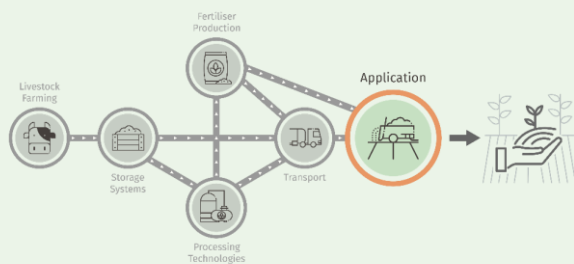 Fertiliser
Production
Application
Livestock
Farming
Storage
Systems
Transport
Processing
Technologies